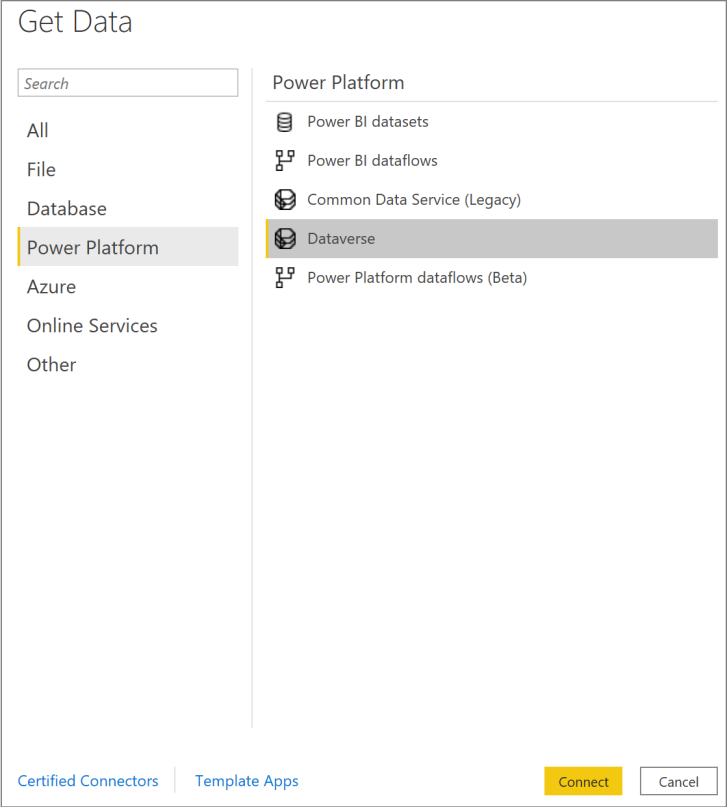 Get Data
Search
All
File
Database
Power Platform
Azure
Online Services
Other
Power Platform
Power BI datasets
Power BI dataflows
Common Data Service (Legacy)
Dataverse
Power Platform dataflows (Beta)
Certified Connectors
Template Apps
Connect
Cancel